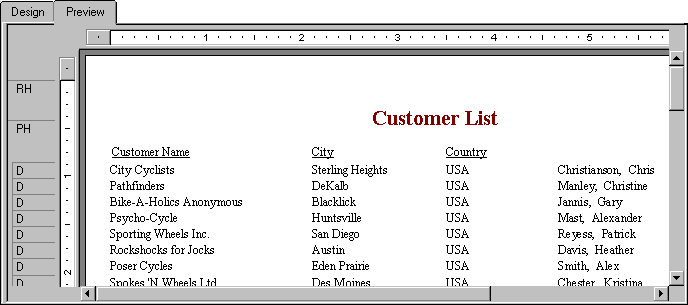 Design Preview
1 2 3 4 5
RH
Customer List
PH
Customer Name City Country
D City Cyclists Sterling Heights USA Christianson, Chris
D Pathfinders DeKalb USA Manley, Christine
D Bike-A-Holics Anonymous Blacklick USA Jannis, Gary
D Psycho-Cycle Huntsville USA Mast, Alexander
D Sporting Wheels Inc. San Diego USA Reyess, Patrick
D Rockshocks for Jocks Austin USA Davis, Heather
D Poser Cycles Eden Prairie USA Smith, Alex
D Spokes 'N Wheels Ltd. Des Moines USA Chester, Kristina
1
2